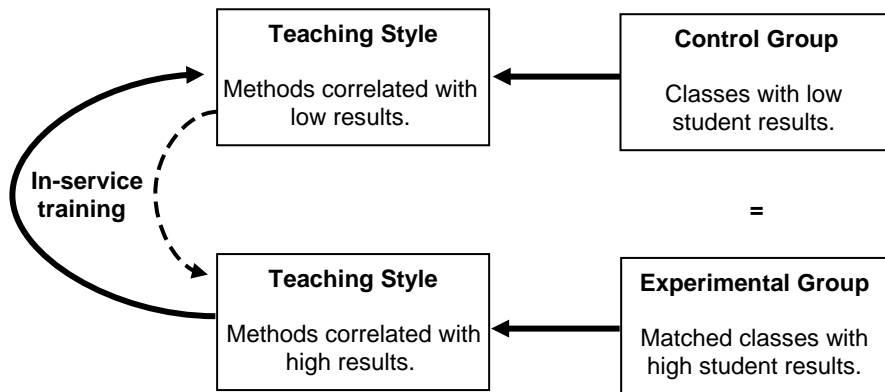 Teaching Style
Methods correlated with
low results.
Control Group
Classes with low
student results.
In-service
training
=
Teaching Style
Methods correlated with
high results.
Experimental Group
Matched classes with
high student results.